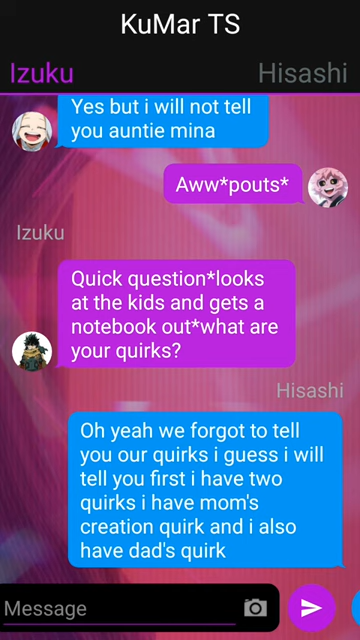 KuMar TS
Izuku
Hisashi
Yes but i will not tell
you auntie mina
Aww*pouts*
Izuku
Quick question*looks
at the kids and gets a
notebook out*what are
your quirks?
Hisashi
Oh yeah we forgot to tell
you our quirks i guess i will
tell you first i have two
quirks i have mom's
creation quirk and i also
have dad's quirk
Message